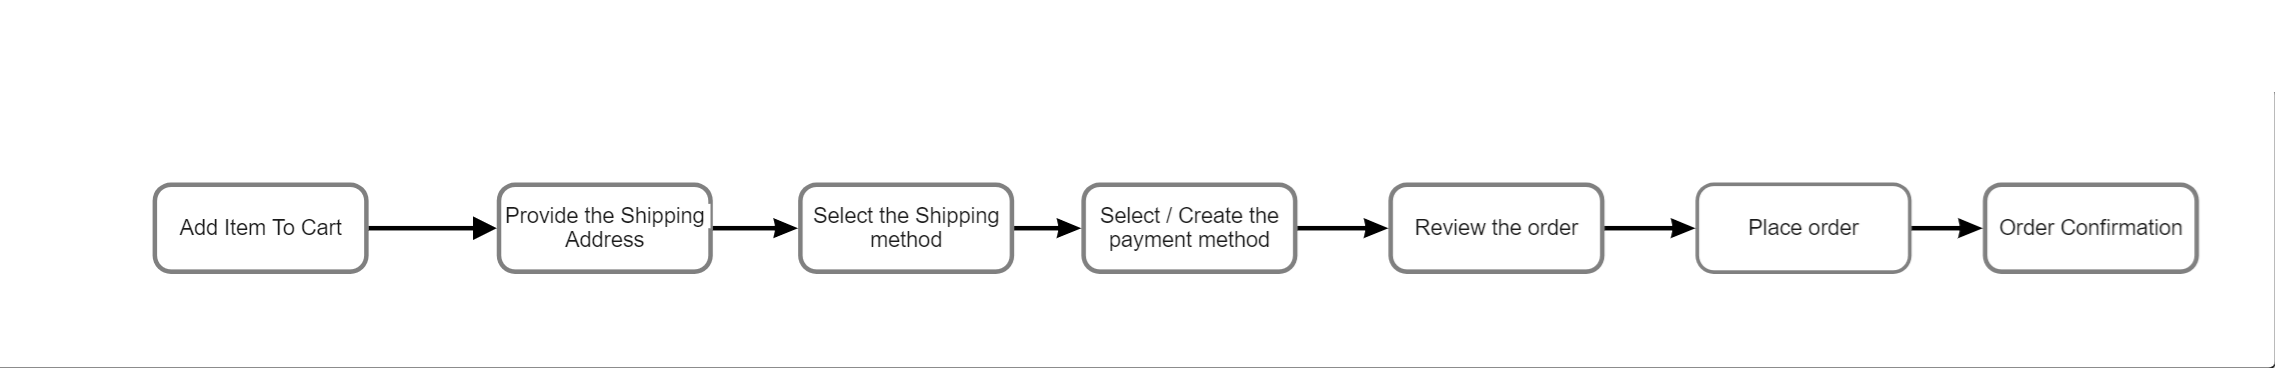 Add Item To Cart
Provide the Shipping
Address
Select the Shipping
method
Select / Create the
payment method
Review the order
Place order
Order Confirmation